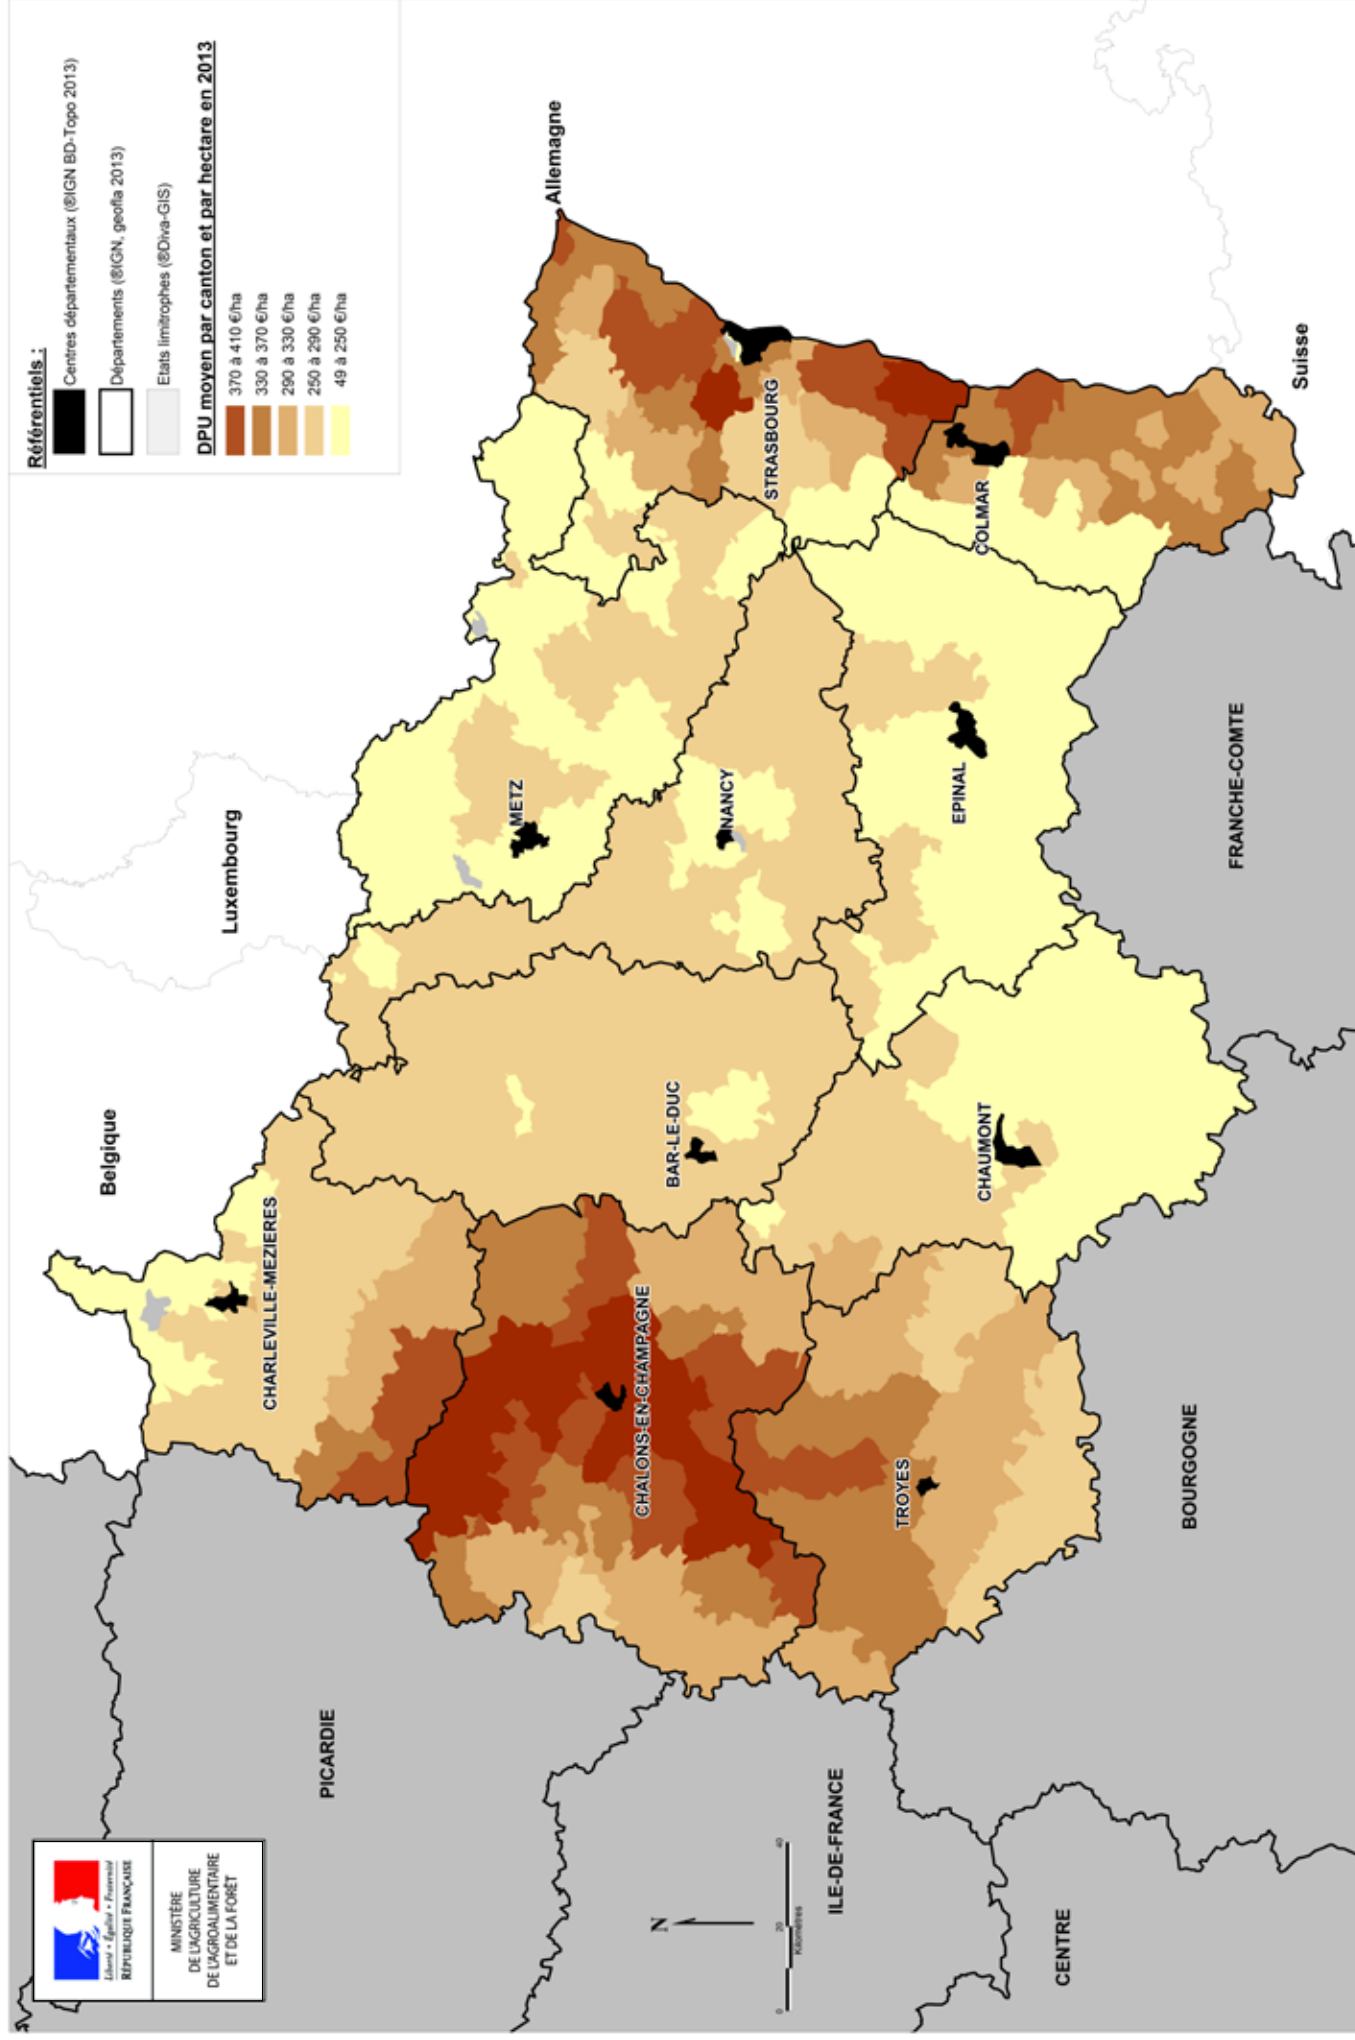 Liberté • Égalité • Fraternité
RÉPUBLIQUE FRANÇAISE
MINISTÈRE
DE L'AGRICULTURE
DE L'AGROALIMENTAIRE
ET DE LA FORÊT
Référentiels :
Centres départementaux (©IGN BD-Topo 2013)
Départements (©IGN, geofla 2013)
Etats limitrophes (©Diva-GIS)
DPU moyen par canton et par hectare en 2013
370 à 410 €/ha
330 à 370 €/ha
290 à 330 €/ha
250 à 290 €/ha
49 à 250 €/ha
Belgique
Luxembourg
Allemagne
CHARLEVILLE-MEZIERES
PICARDIE
METZ
CHALONS-EN-CHAMPAGNE
BAR-LE-DUC
NANCY
STRASBOURG
N
0 20 40
Kilomètres
ILE-DE-FRANCE
TROYES
CHAUMONT
EPINAL
COLMAR
CENTRE
BOURGOGNE
FRANCHE-COMTE
Suisse